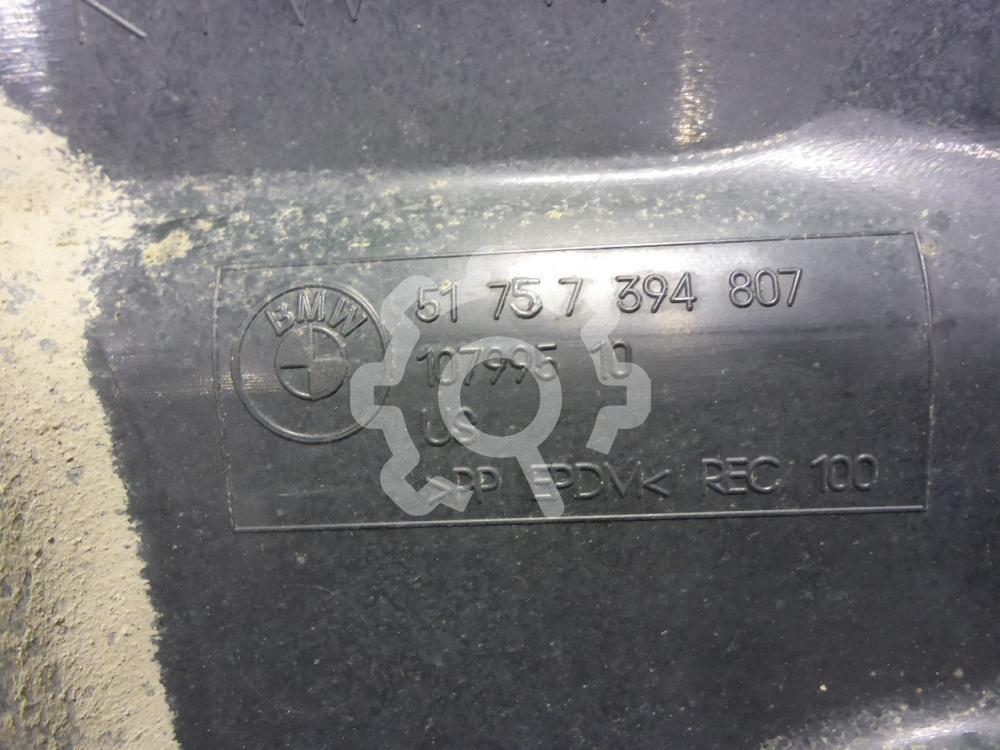 BMW
51 75 7 394 807
107995 10
US
>PP EPDM< REC 100